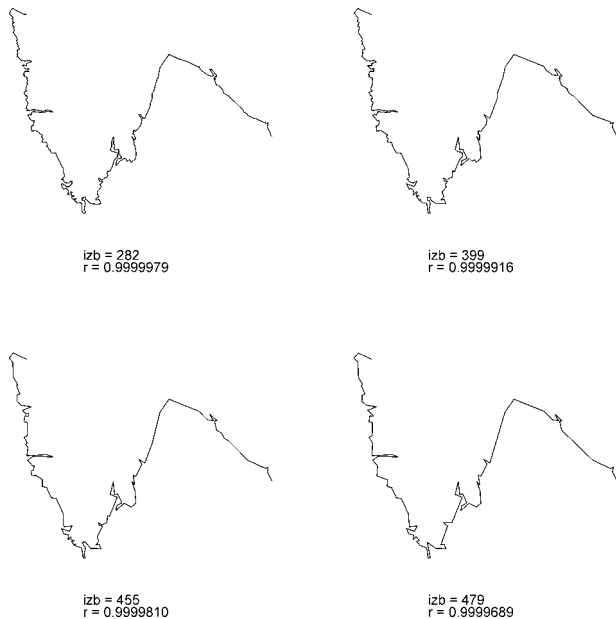 izb = 282
r = 0.9999979
izb = 399
r = 0.9999916
izb = 455
r = 0.9999810
izb = 479
r = 0.9999689